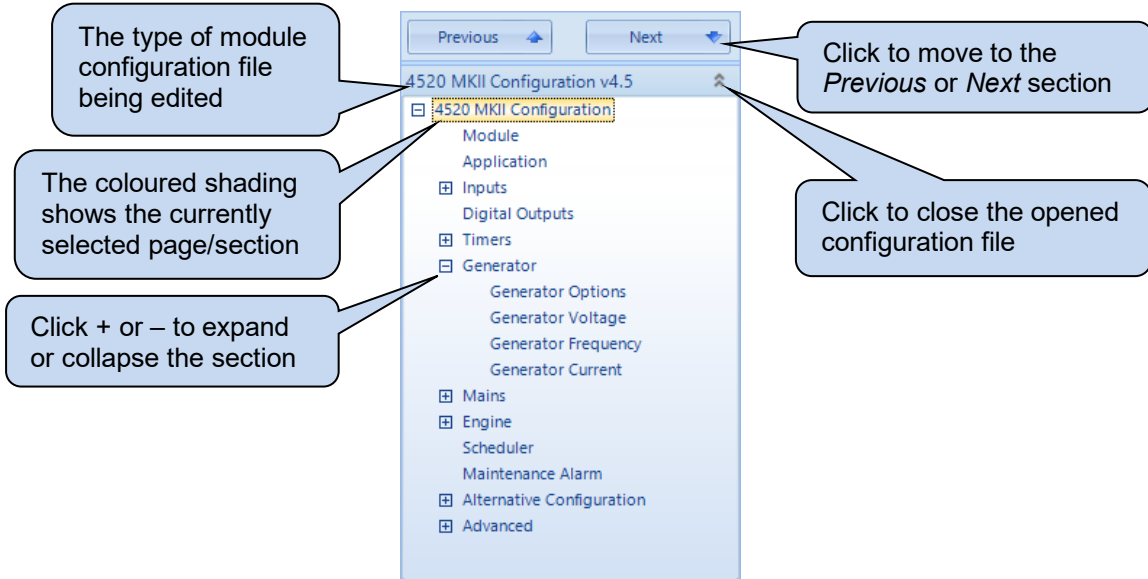 The type of module
configuration file
being edited
The coloured shading
shows the currently
selected page/section
Click + or – to expand
or collapse the section
Previous
Next
4520 MKII Configuration v4.5
4520 MKII Configuration
Module
Application
Inputs
Digital Outputs
Timers
Generator
Generator Options
Generator Voltage
Generator Frequency
Generator Current
Mains
Engine
Scheduler
Maintenance Alarm
Alternative Configuration
Advanced
Click to move to the
Previous or Next section
Click to close the opened
configuration file